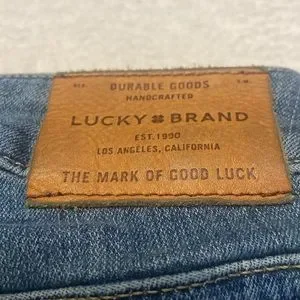 DURABLE GOODS
HANDCRAFTED
LUCKY BRAND
EST.1990
LOS ANGELES, CALIFORNIA
THE MARK OF GOOD LUCK